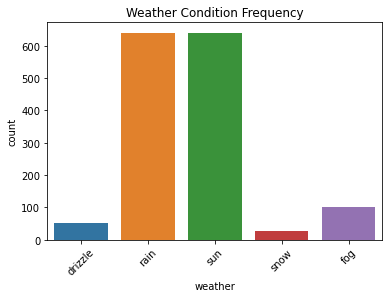 Weather Condition Frequency
count
600
500
400
300
200
100
0
drizzle
rain
sun
snow
fog
weather